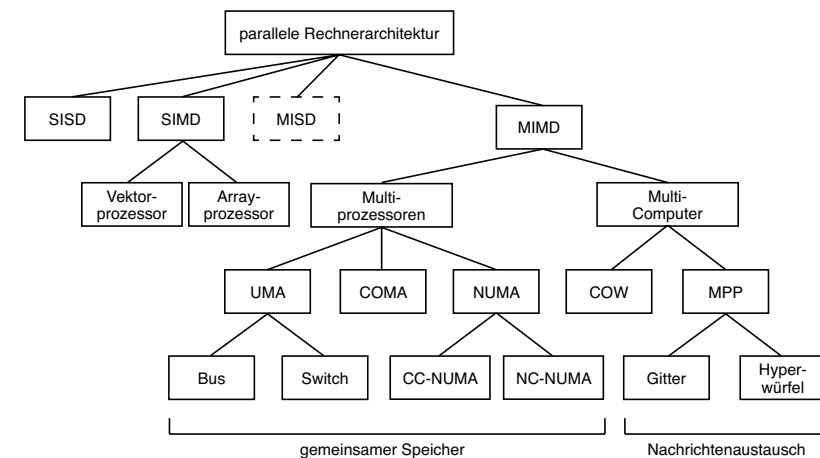 parallele Rechnerarchitektur
SISD
SIMD
MISD
MIMD
Vektor-
prozessor
Array-
prozessor
Multi-
prozessoren
Multi-
Computer
UMA
COMA
NUMA
COW
MPP
Bus
Switch
CC-NUMA
NC-NUMA
Gitter
Hyper-
würfel
gemeinsamer Speicher
Nachrichtenaustausch